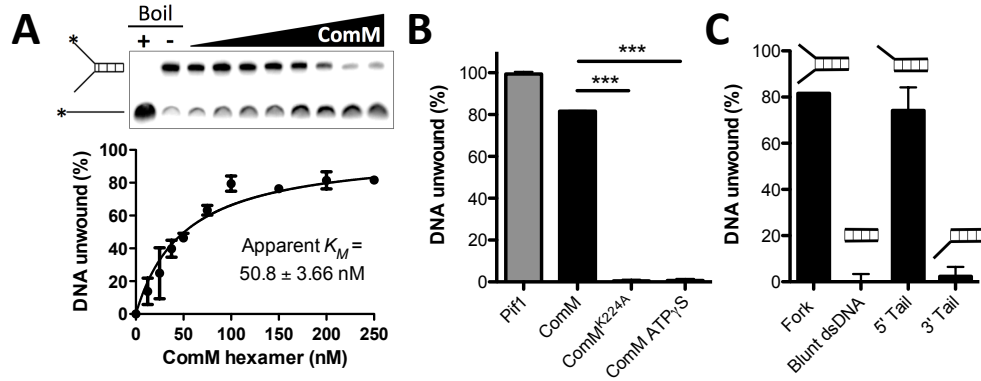 A
Boil
+ -
ComM
*
*
DNA unwound (%)
100
80
60
40
20
0
Apparent K_M =
50.8 ± 3.66 nM
0 50 100 150 200 250
ComM hexamer (nM)
B
***
***
DNA unwound (%)
100
80
60
40
20
0
Pif1
ComM
ComM^K224A
ComM ATPγS
C
DNA unwound (%)
100
80
60
40
20
0
Fork
Blunt dsDNA
5' Tail
3' Tail